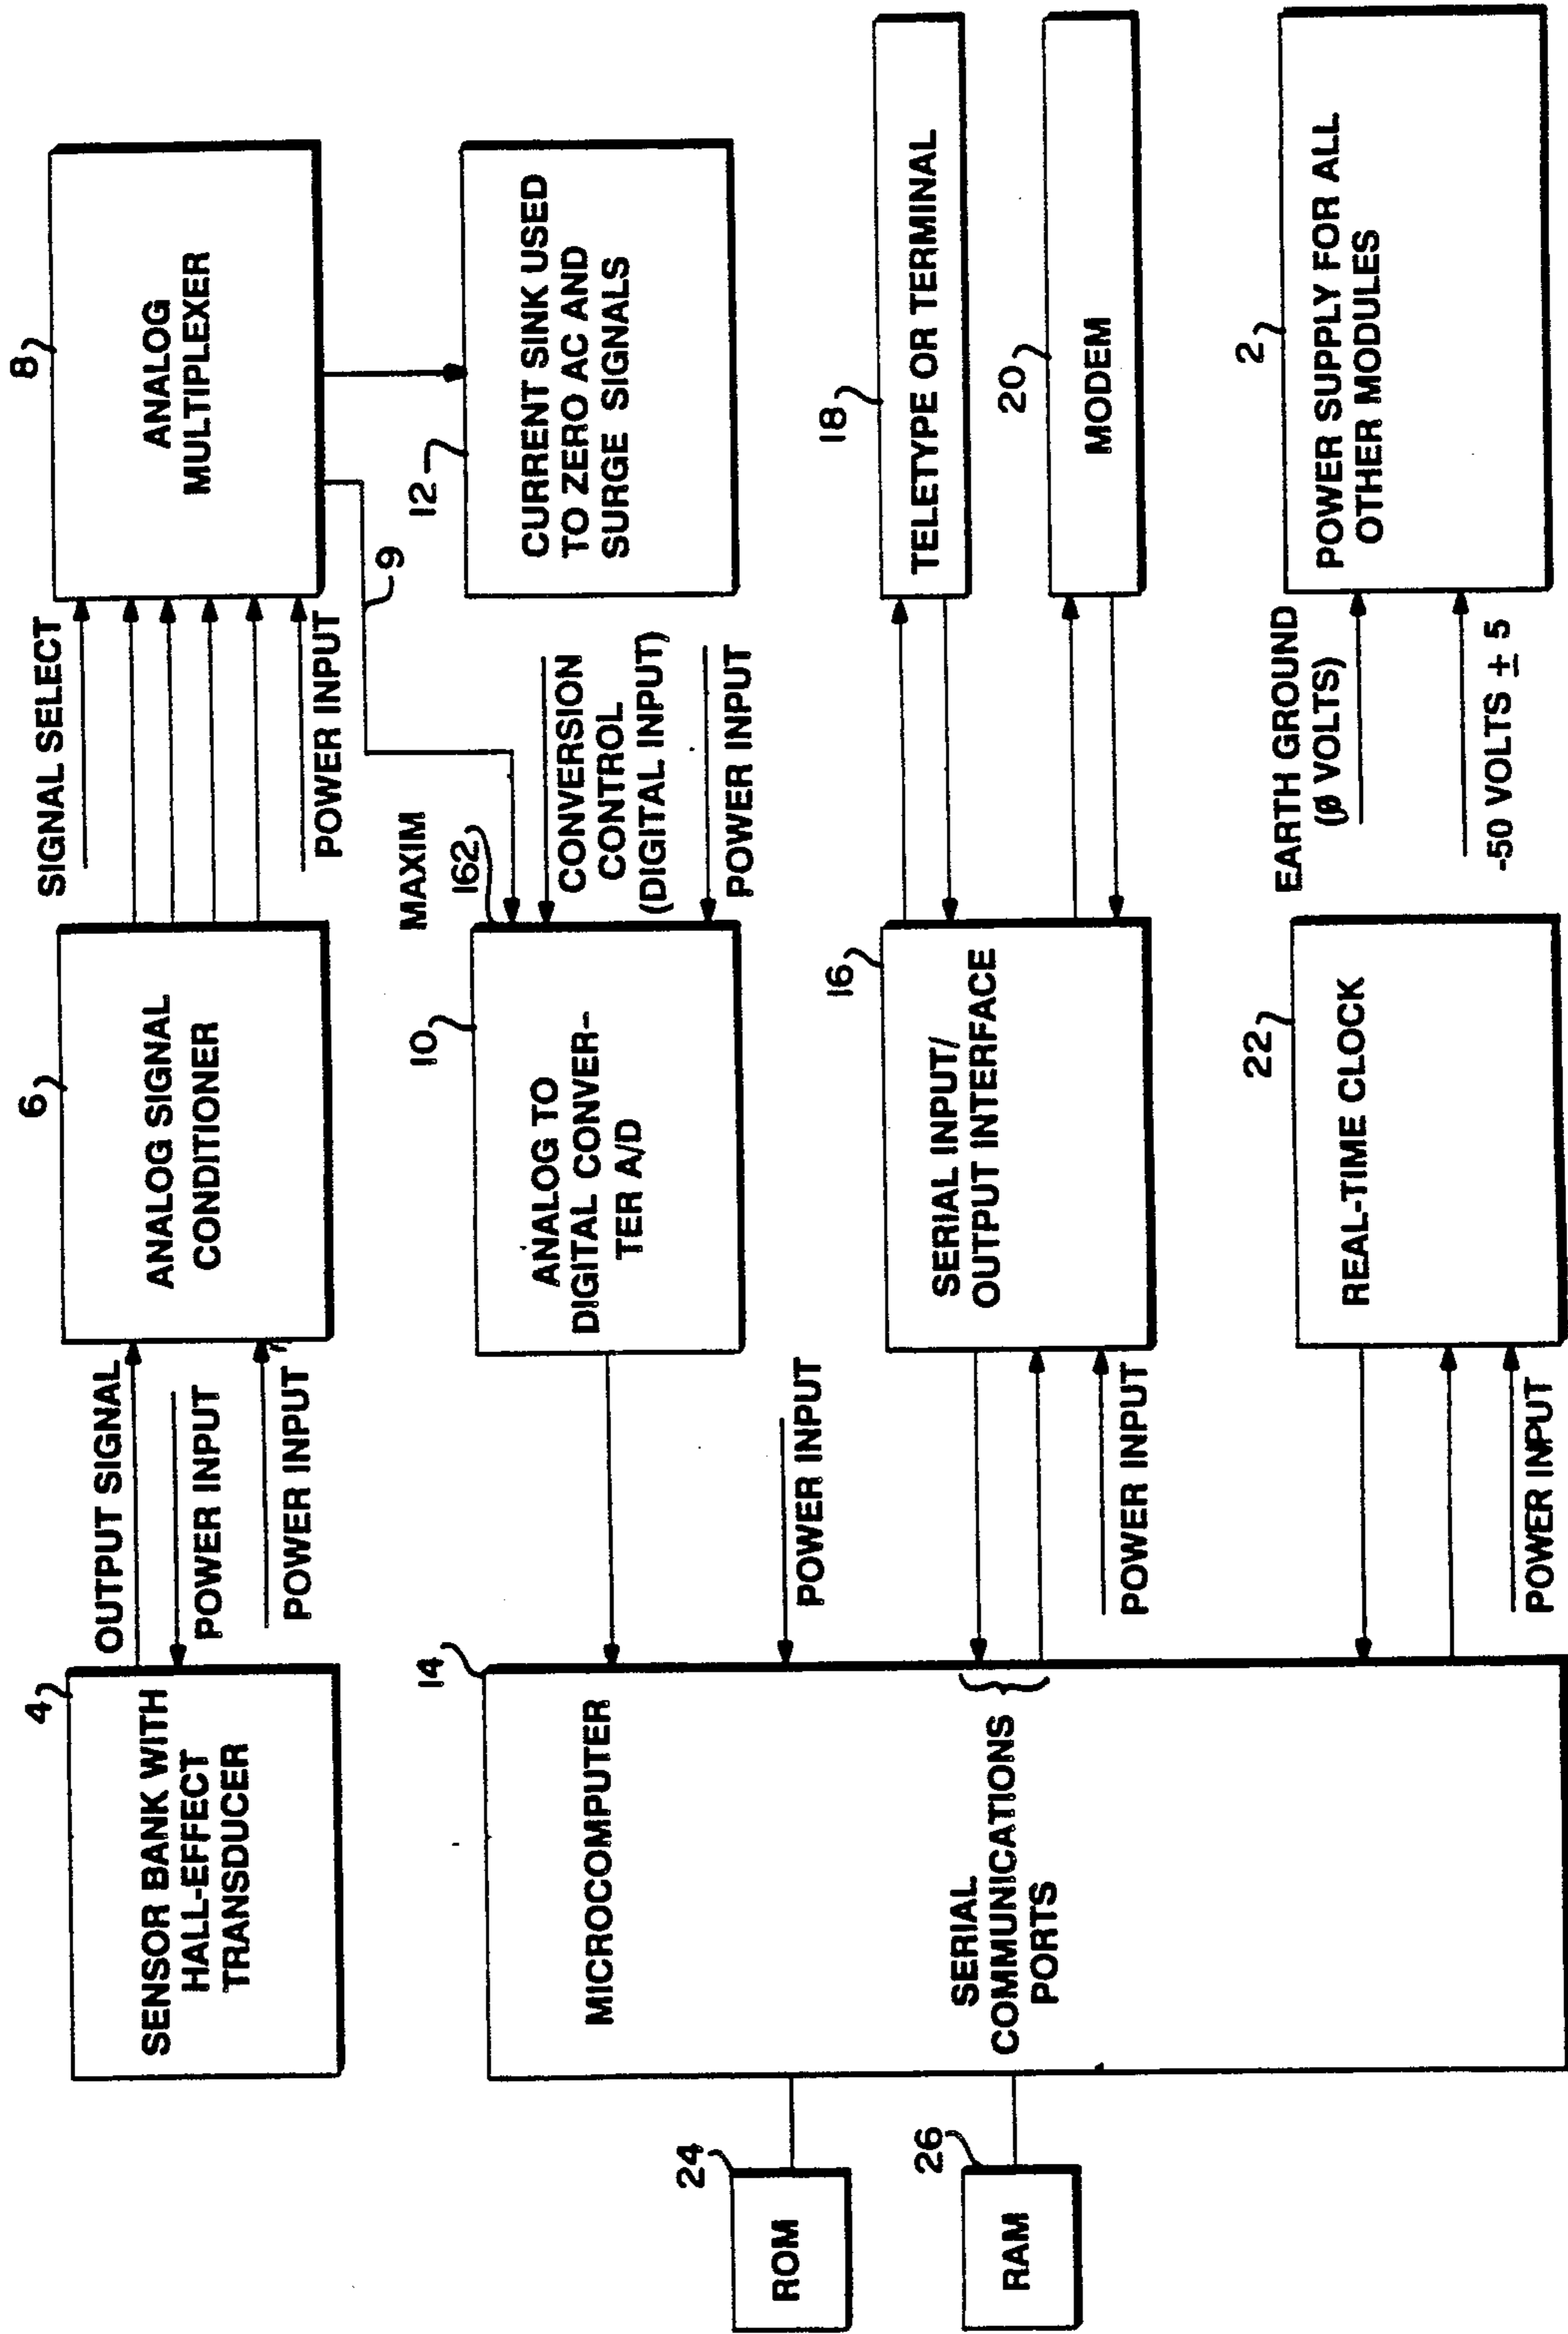 4
SENSOR BANK WITH
HALL-EFFECT
TRANSDUCER
OUTPUT SIGNAL
POWER INPUT
POWER INPUT
6
ANALOG SIGNAL
CONDITIONER
SIGNAL SELECT
POWER INPUT
8
ANALOG
MULTIPLEXER
9
12
CURRENT SINK USED
TO ZERO AC AND
SURGE SIGNALS
MAXIM
162
CONVERSION
CONTROL
(DIGITAL INPUT)
POWER INPUT
10
ANALOG TO
DIGITAL CONVER-
TER A/D
14
MICROCOMPUTER
POWER INPUT
SERIAL
COMMUNICATIONS
PORTS
24
ROM
26
RAM
16
SERIAL INPUT/
OUTPUT INTERFACE
POWER INPUT
18
TELETYPE OR TERMINAL
20
MODEM
22
REAL-TIME CLOCK
POWER INPUT
EARTH GROUND
(Ø VOLTS)
-50 VOLTS ± 5
2
POWER SUPPLY FOR ALL
OTHER MODULES